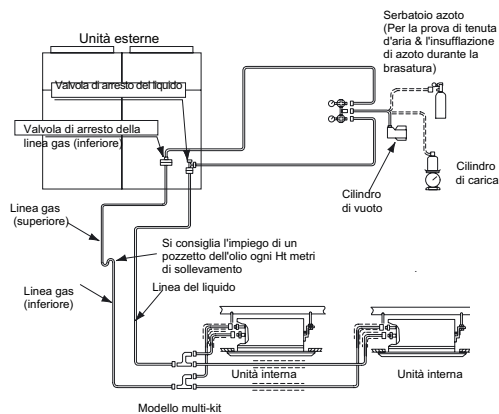 Unità esterne
Valvola di arresto del liquido
Valvola di arresto della
linea gas (inferiore)
Serbatoio azoto
(Per la prova di tenuta
d'aria & l'insufflazione
di azoto durante la
brasatura)
Cilindro
di vuoto
Cilindro
di carica
Linea gas
(superiore)
Si consiglia l'impiego di un
pozzetto dell'olio ogni Ht metri
di sollevamento
Linea gas
(inferiore)
Linea del liquido
Unità interna
Unità interna
Modello multi-kit